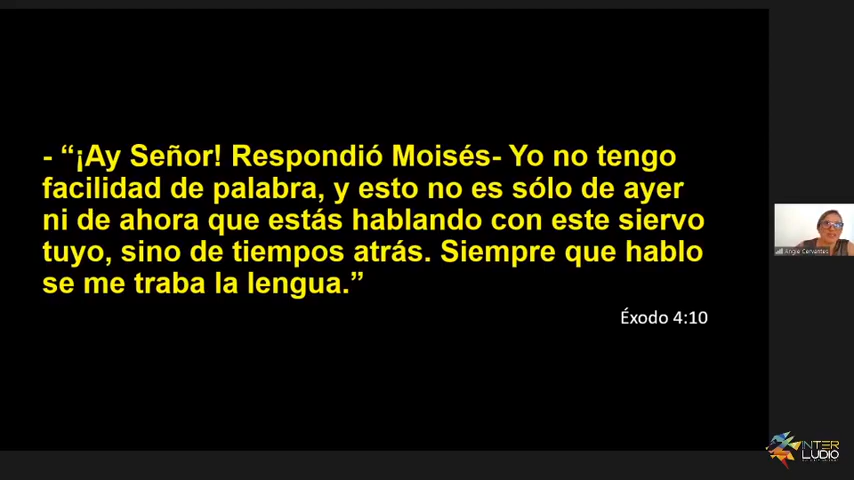 - “¡Ay Señor! Respondió Moisés- Yo no tengo
facilidad de palabra, y esto no es sólo de ayer
ni de ahora que estás hablando con este siervo
tuyo, sino de tiempos atrás. Siempre que hablo
se me traba la lengua.”
Éxodo 4:10
Angie Cervantes
INTER
LUDIO